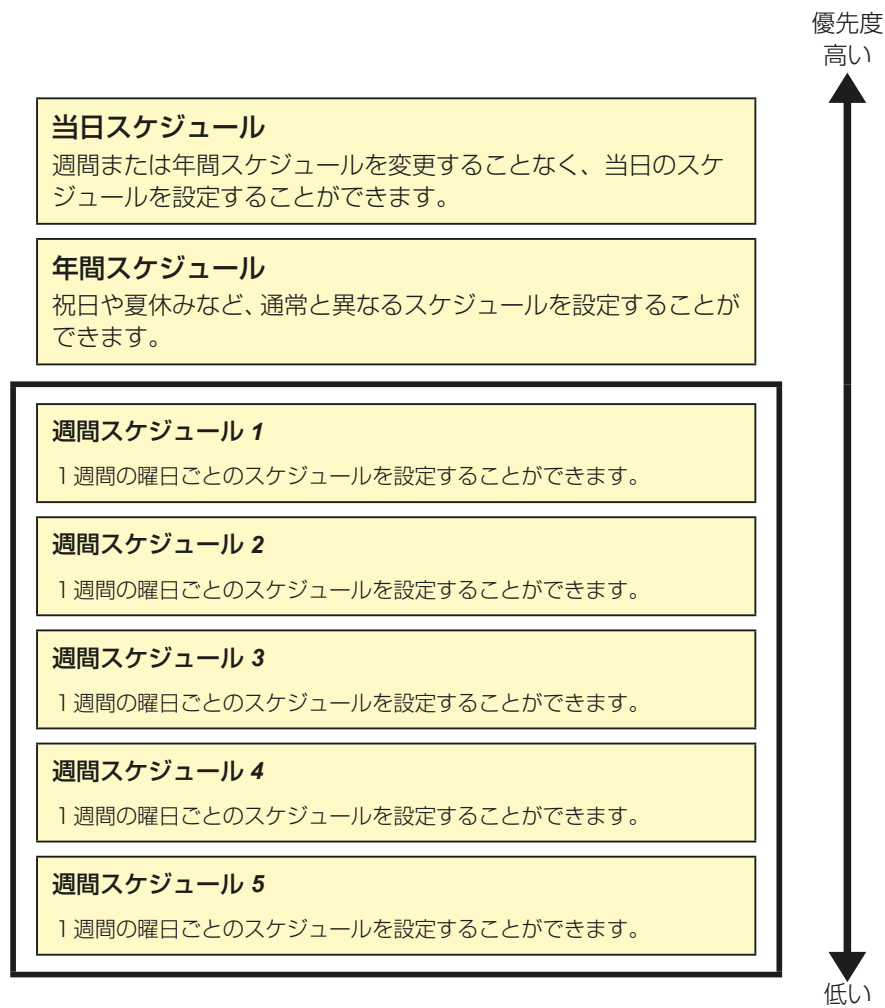 優先度
高い
当日スケジュール
週間または年間スケジュールを変更することなく、当日のスケ
ジュールを設定することができます。
年間スケジュール
祝日や夏休みなど、通常と異なるスケジュールを設定することが
できます。
週間スケジュール 1
1週間の曜日ごとのスケジュールを設定することができます。
週間スケジュール 2
1週間の曜日ごとのスケジュールを設定することができます。
週間スケジュール 3
1週間の曜日ごとのスケジュールを設定することができます。
週間スケジュール 4
1週間の曜日ごとのスケジュールを設定することができます。
週間スケジュール 5
1週間の曜日ごとのスケジュールを設定することができます。
低い